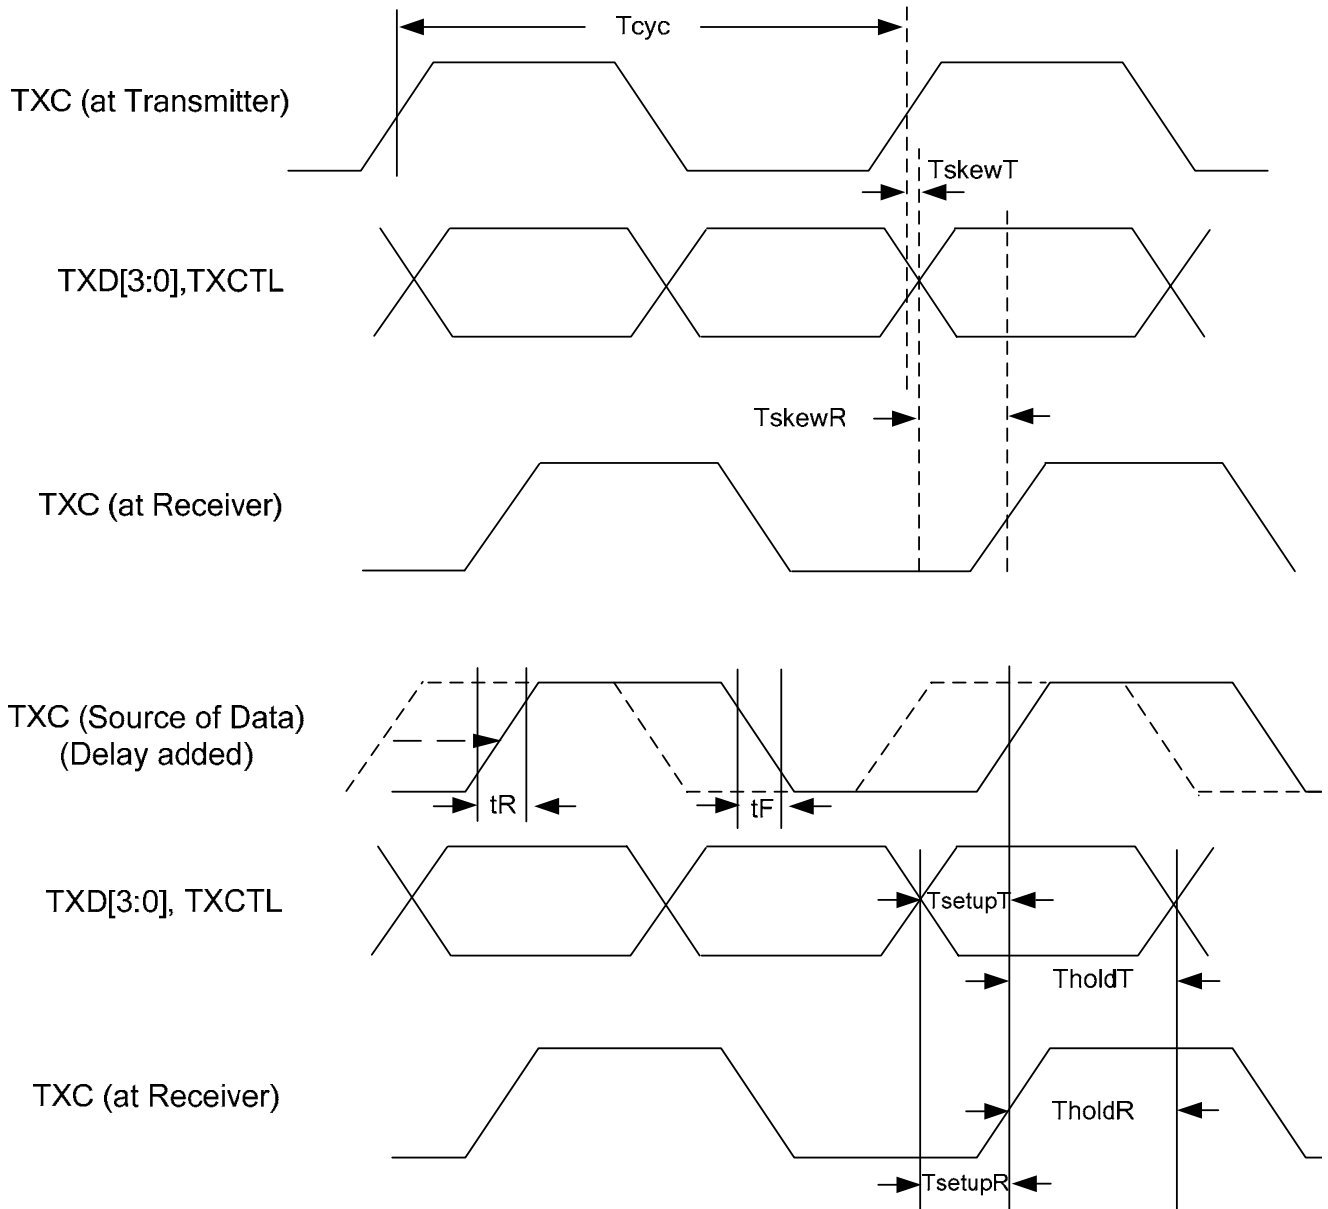 Tcyc
TXC (at Transmitter)
TskewT
TXD[3:0],TXCTL
TskewR
TXC (at Receiver)
TXC (Source of Data)
(Delay added)
tR
tF
TXD[3:0], TXCTL
TsetupT
TholdT
TXC (at Receiver)
TholdR
TsetupR